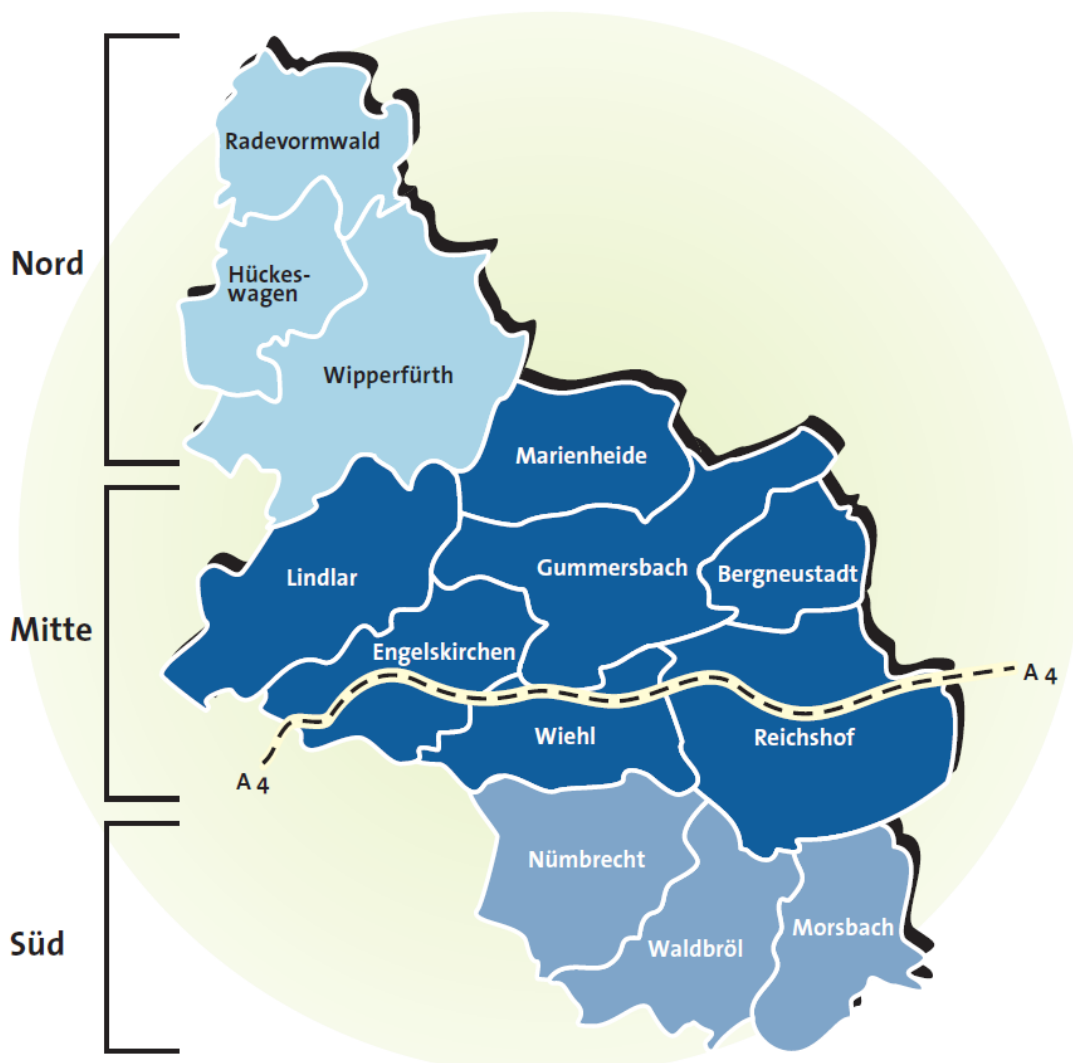 Radevormwald
Nord
Hückes-
wagen
Wipperfürth
Marienheide
Gummersbach
Bergneustadt
Lindlar
Mitte
Engelskirchen
A 4
Wiehl
Reichshof
A 4
Nümbrecht
Süd
Waldbröl
Morsbach